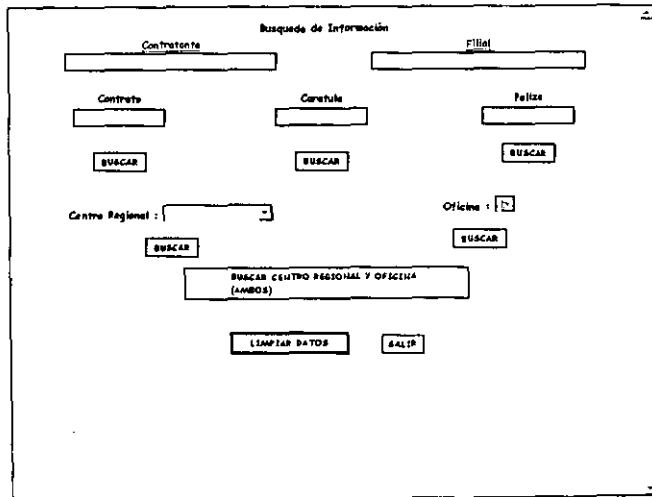 Busqueda de Información
Contratante Filial
Contrato Caratula Poliza
BUSCAR BUSCAR BUSCAR
Centro Regional : Oficina :
BUSCAR BUSCAR
BUSCAR CENTRO REGIONAL Y OFICINA
(AMBOS)
LIMPIAR DATOS SALIR